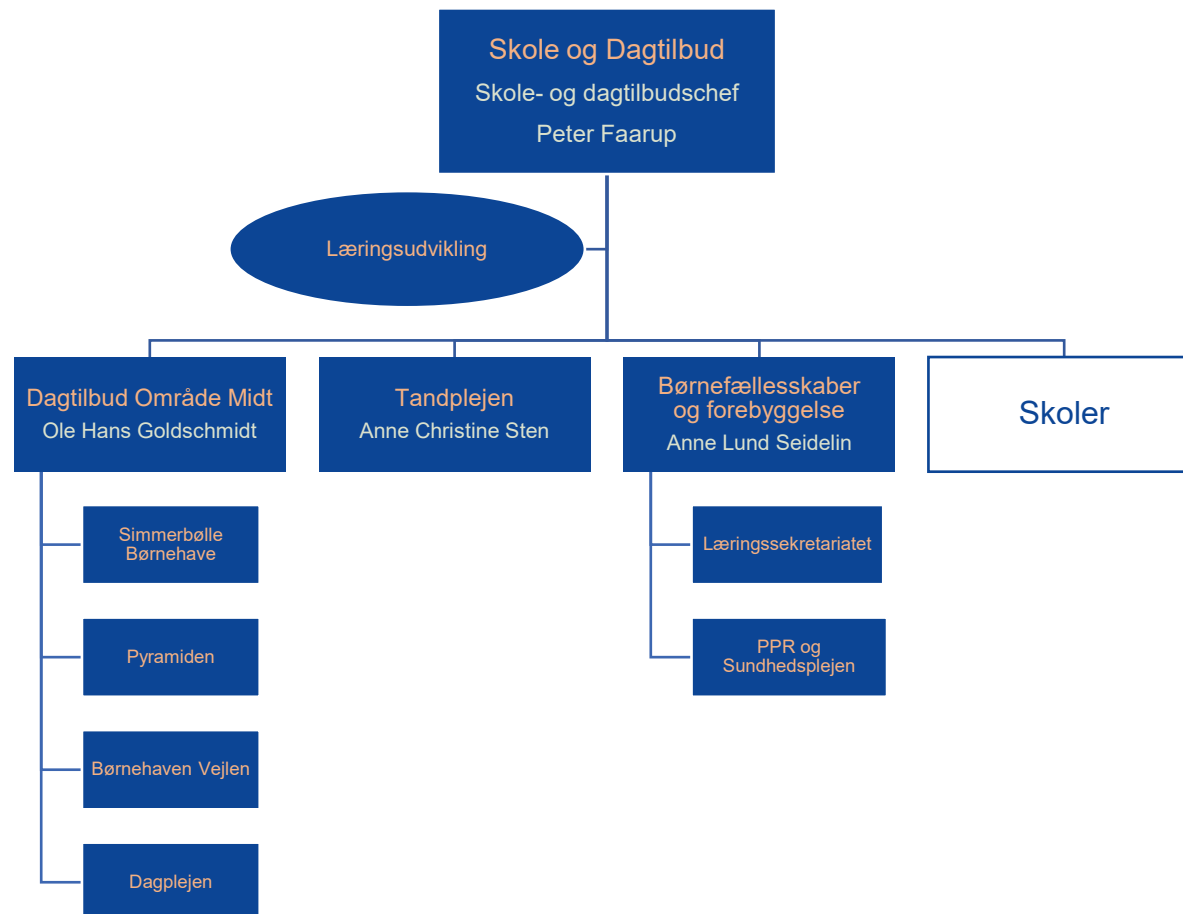 Skole og Dagtilbud
Skole- og dagtilbudschef
Peter Faarup
Læringsudvikling
Dagtilbud Område Midt
Ole Hans Goldschmidt
Tandplejen
Anne Christine Sten
Børnefællesskaber
og forebyggelse
Anne Lund Seidelin
Skoler
Simmerbølle
Børnehave
Pyramiden
Børnehaven Vejlen
Dagplejen
Læringssekretariatet
PPR og
Sundhedsplejen